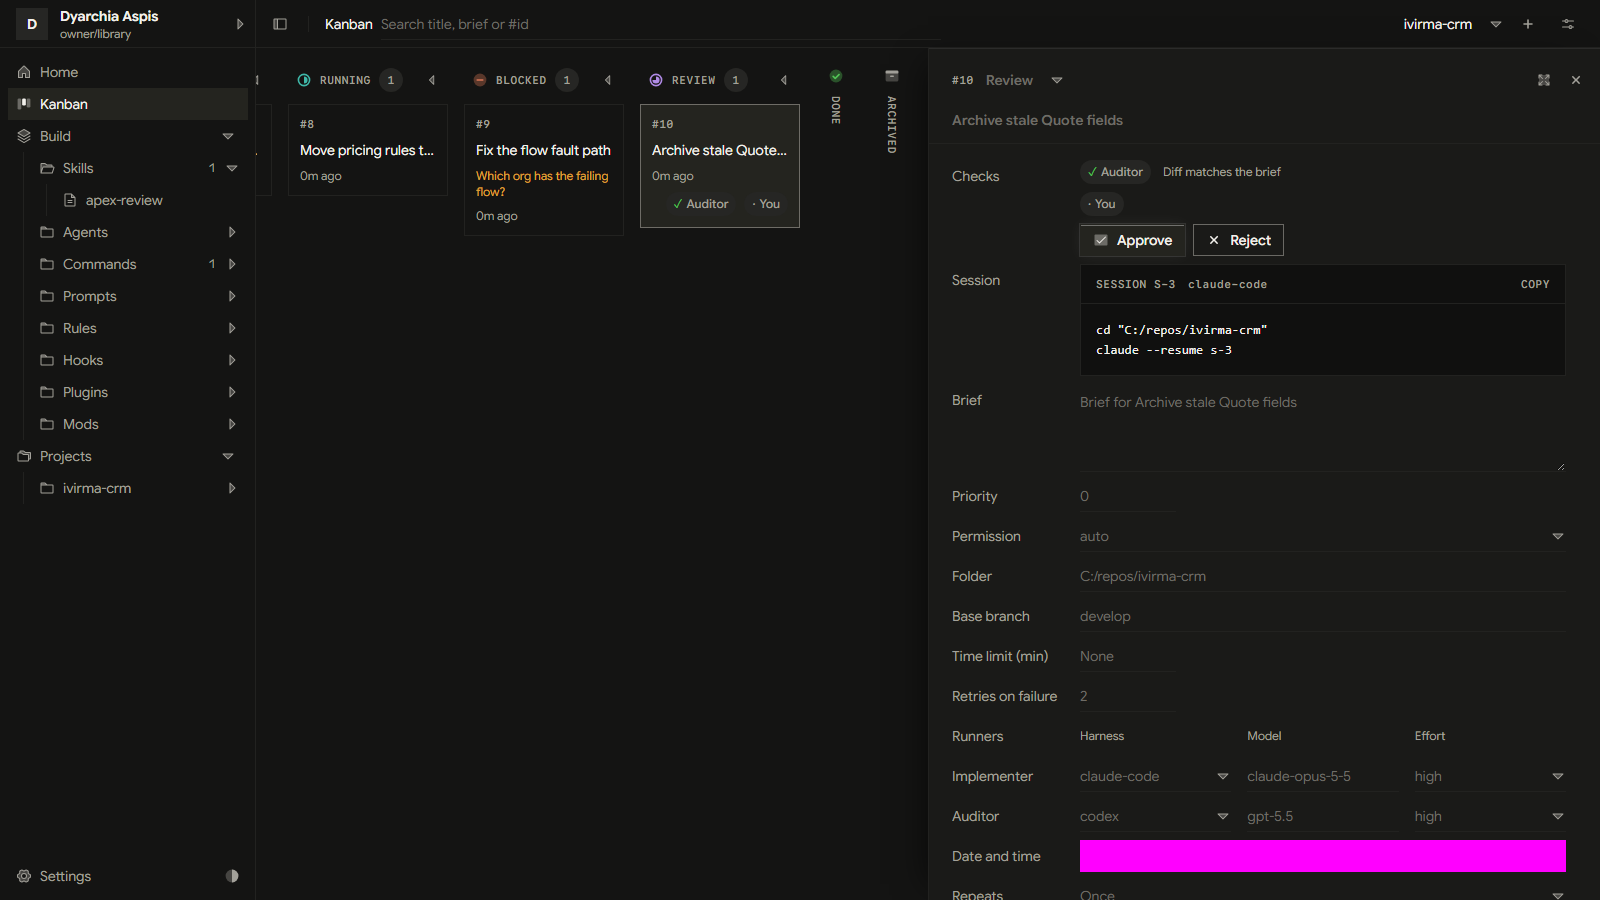 D
Dyarchia Aspis
owner/library
Home
Kanban
Build
Skills 1
apex-review
Agents
Commands 1
Prompts
Rules
Hooks
Plugins
Mods
Projects
ivirma-crm
Settings
Kanban Search title, brief or #id
ivirma-crm
RUNNING 1
#8
Move pricing rules t...
0m ago
BLOCKED 1
#9
Fix the flow fault path
Which org has the failing
flow?
0m ago
REVIEW 1
#10
Archive stale Quote...
0m ago
✓ Auditor · You
DONE
ARCHIVED
#10 Review
Archive stale Quote fields
Checks
✓ Auditor Diff matches the brief
· You
Approve Reject
Session
SESSION S-3 claude-code COPY
cd "C:/repos/ivirma-crm"
claude --resume s-3
Brief Brief for Archive stale Quote fields
Priority 0
Permission auto
Folder C:/repos/ivirma-crm
Base branch develop
Time limit (min) None
Retries on failure 2
Runners Harness Model Effort
Implementer claude-code claude-opus-5-5 high
Auditor codex gpt-5.5 high
Date and time
Repeats Once